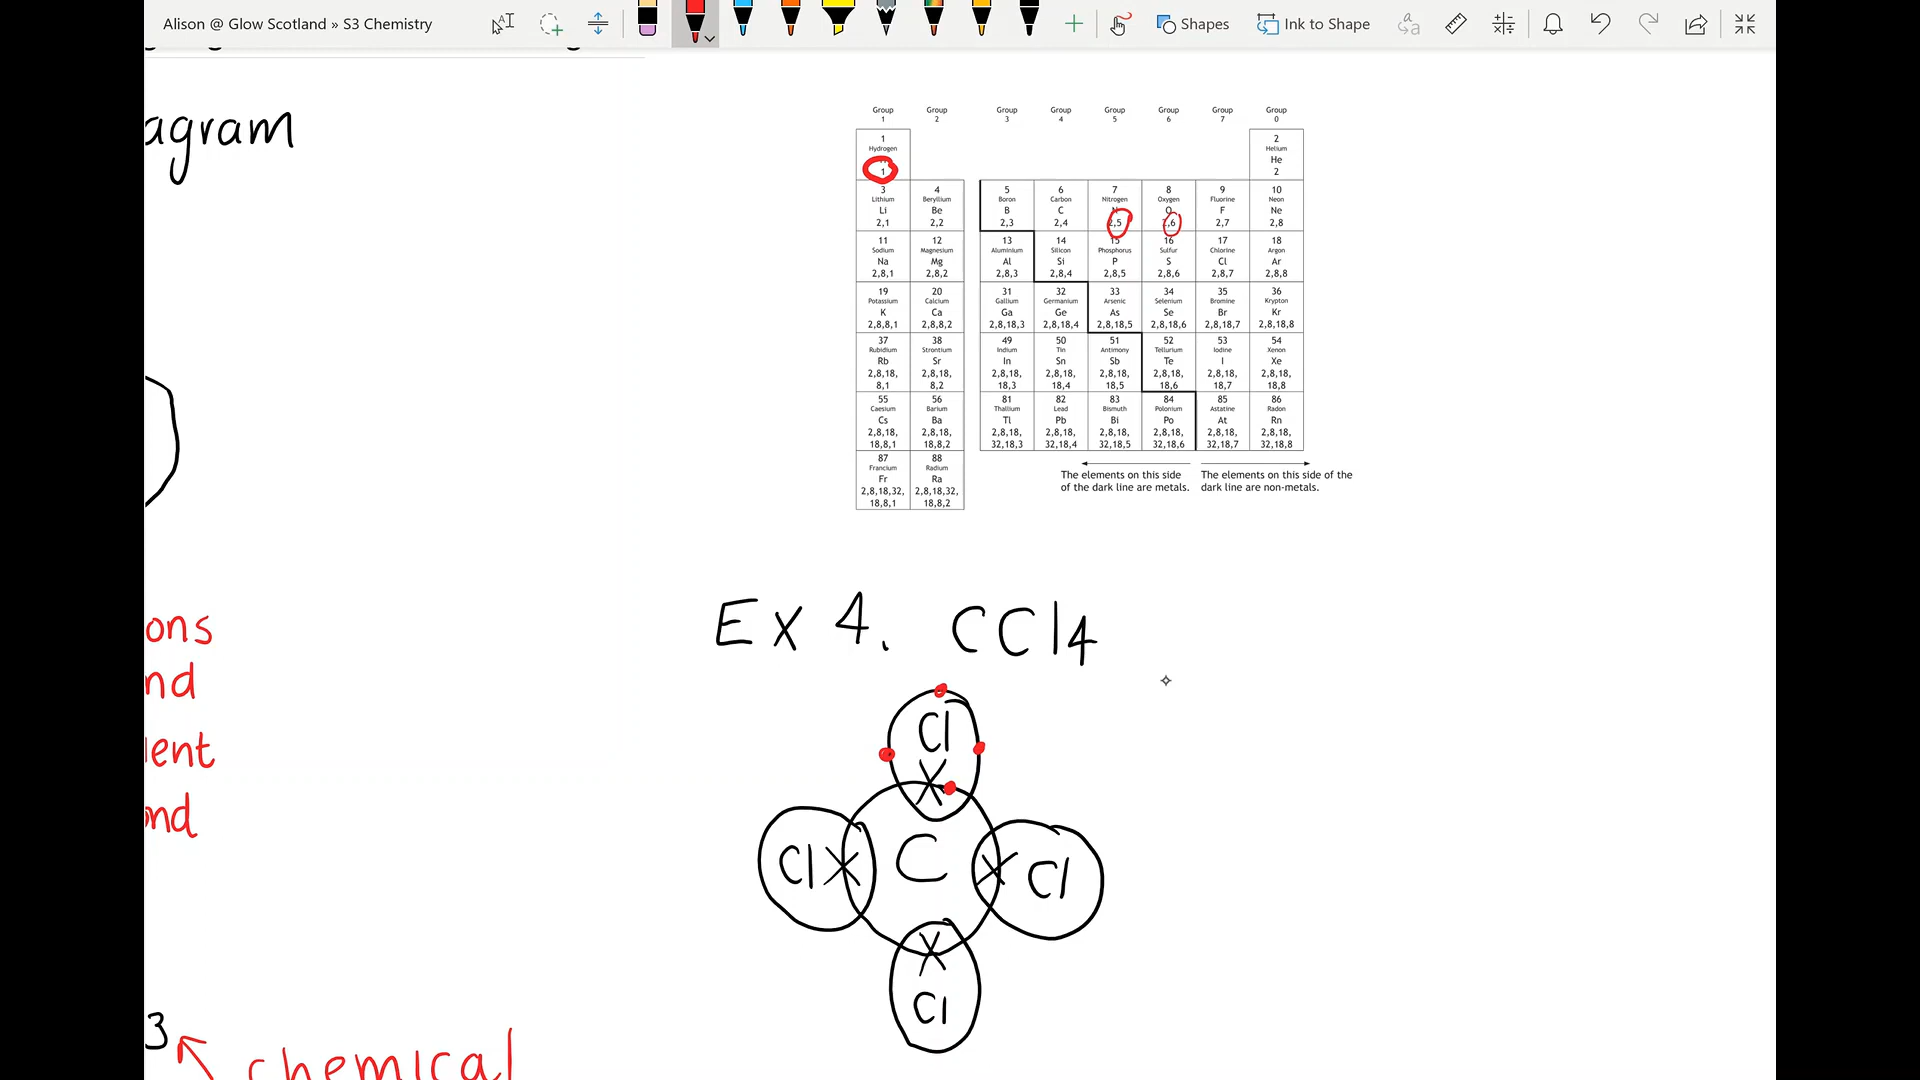 Alison @ Glow Scotland » S3 Chemistry
Shapes
Ink to Shape
agram
ons
nd
lent
ond
3
chemical
Group 1 Group 2 Group 3 Group 4 Group 5 Group 6 Group 7 Group 0
1 2
Hydrogen Helium
He
1 2
3 4 5 6 7 8 9 10
Lithium Beryllium Boron Carbon Nitrogen Oxygen Fluorine Neon
Li Be B C N O F Ne
2,1 2,2 2,3 2,4 2,5 2,6 2,7 2,8
11 12 13 14 15 16 17 18
Sodium Magnesium Aluminium Silicon Phosphorus Sulfur Chlorine Argon
Na Mg Al Si P S Cl Ar
2,8,1 2,8,2 2,8,3 2,8,4 2,8,5 2,8,6 2,8,7 2,8,8
19 20 31 32 33 34 35 36
Potassium Calcium Gallium Germanium Arsenic Selenium Bromine Krypton
K Ca Ga Ge As Se Br Kr
2,8,8,1 2,8,8,2 2,8,18,3 2,8,18,4 2,8,18,5 2,8,18,6 2,8,18,7 2,8,18,8
37 38 49 50 51 52 53 54
Rubidium Strontium Indium Tin Antimony Tellurium Iodine Xenon
Rb Sr In Sn Sb Te I Xe
2,8,18, 2,8,18, 2,8,18, 2,8,18, 2,8,18, 2,8,18, 2,8,18, 2,8,18,
8,1 8,2 18,3 18,4 18,5 18,6 18,7 18,8
55 56 81 82 83 84 85 86
Caesium Barium Thallium Lead Bismuth Polonium Astatine Radon
Cs Ba Tl Pb Bi Po At Rn
2,8,18, 2,8,18, 2,8,18, 2,8,18, 2,8,18, 2,8,18, 2,8,18, 2,8,18,
18,8,1 18,8,2 32,18,3 32,18,4 32,18,5 32,18,6 32,18,7 32,18,8
87 88
Francium Radium
Fr Ra
2,8,18,32, 2,8,18,32,
18,8,1 18,8,2
The elements on this side
of the dark line are metals.
The elements on this side of the
dark line are non-metals.
Ex 4. CCl4
Cl
X
Cl X C X Cl
X
Cl